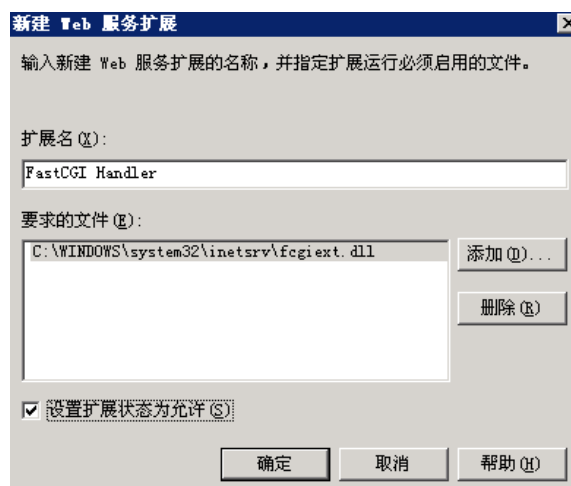 新建 Web 服务扩展
输入新建 Web 服务扩展的名称，并指定扩展运行必须启用的文件。
扩展名(X):
FastCGI Handler
要求的文件(E):
C:\WINDOWS\system32\inetsrv\fcgiext.dll
添加(D)...
删除(R)
设置扩展状态为允许(S)
确定
取消
帮助(H)